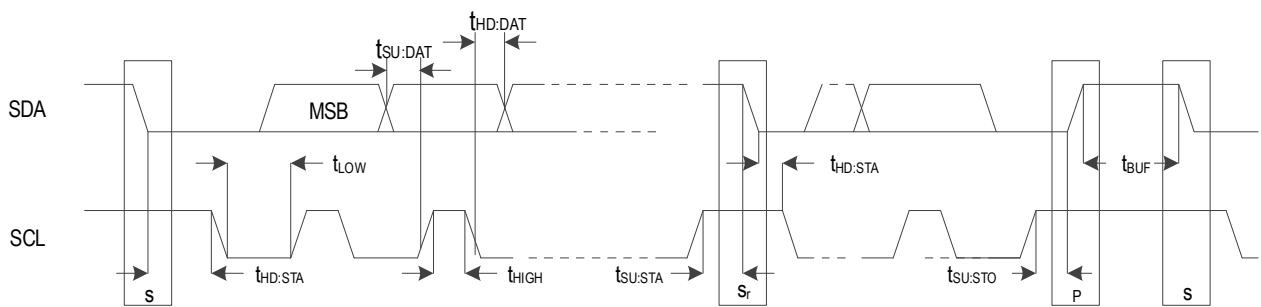 tHD:DAT
tSU:DAT
SDA
MSB
tLOW
tHD:STA
tBUF
SCL
tHD:STA
tHIGH
tSU:STA
tSU:STO
S
Sr
P
S